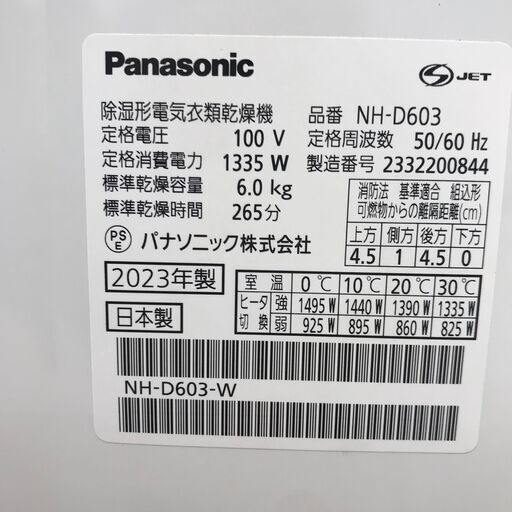 Panasonic
S JET
除湿形電気衣類乾燥機 品番 NH-D603
定格電圧 100 V 定格周波数 50/60 Hz
定格消費電力 1335 W 製造番号 2332200844
標準乾燥容量 6.0 kg
標準乾燥時間 265分
消防法 基準適合 組込形
可燃物からの離隔距離(cm)
上方 側方 後方 下方
4.5 1 4.5 0
PSE パナソニック株式会社
2023年製
日本製
室温 0℃ 10℃ 20℃ 30℃
ヒータ切換 強 1495 W 1440 W 1390 W 1335 W
弱 925 W 895 W 860 W 825 W
NH-D603-W